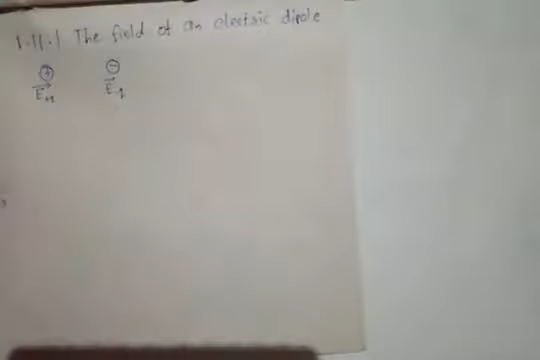 1.11.1 The field of an electric dipole
⊕ ⊖
E⃗+q E⃗-q